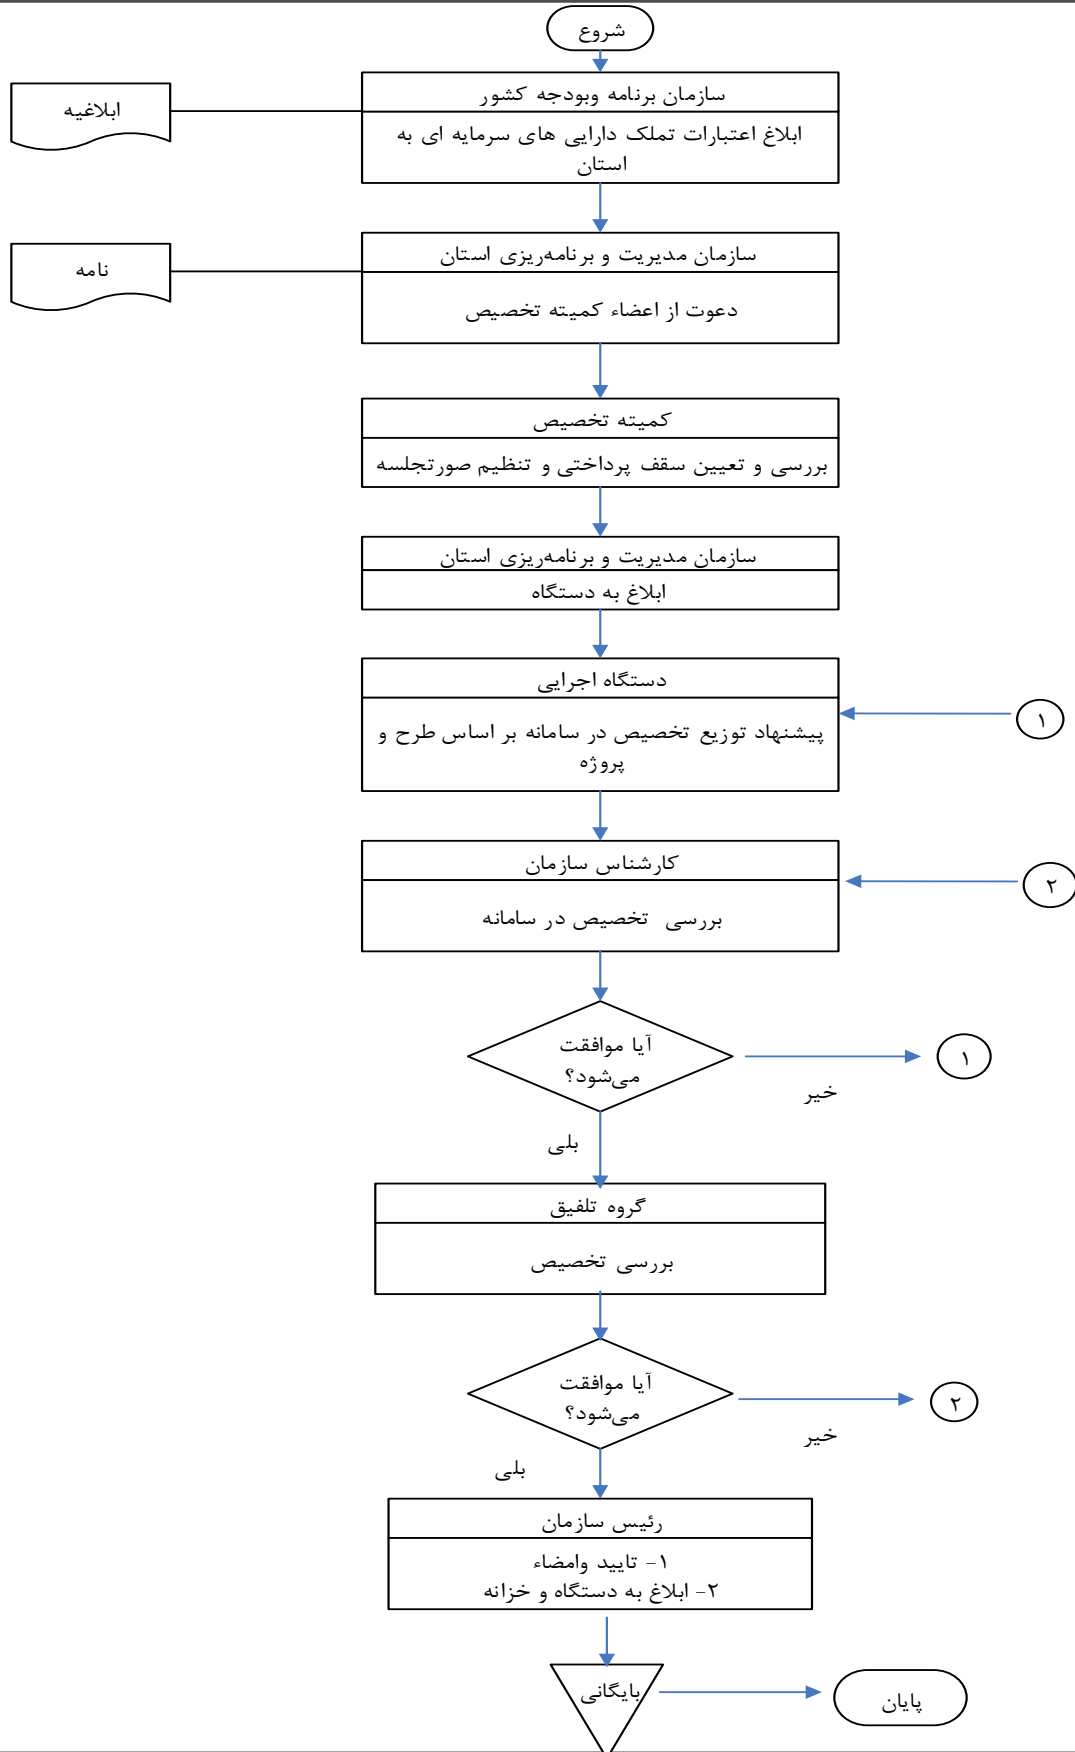 شروع
سازمان برنامه وبودجه کشور
ابلاغیه
ابلاغ اعتبارات تملک دارایی های سرمایه ای به
استان
سازمان مدیریت و برنامه‌ریزی استان
نامه
دعوت از اعضاء کمیته تخصیص
کمیته تخصیص
بررسی و تعیین سقف پرداختی و تنظیم صورتجلسه
سازمان مدیریت و برنامه‌ریزی استان
ابلاغ به دستگاه
دستگاه اجرایی
۱
پیشنهاد توزیع تخصیص در سامانه بر اساس طرح و
پروژه
کارشناس سازمان
۲
بررسی تخصیص در سامانه
آیا موافقت
می‌شود؟
۱
خیر
بلی
گروه تلفیق
بررسی تخصیص
آیا موافقت
می‌شود؟
۲
خیر
بلی
رئیس سازمان
۱- تایید وامضاء
۲- ابلاغ به دستگاه و خزانه
بایگانی
پایان